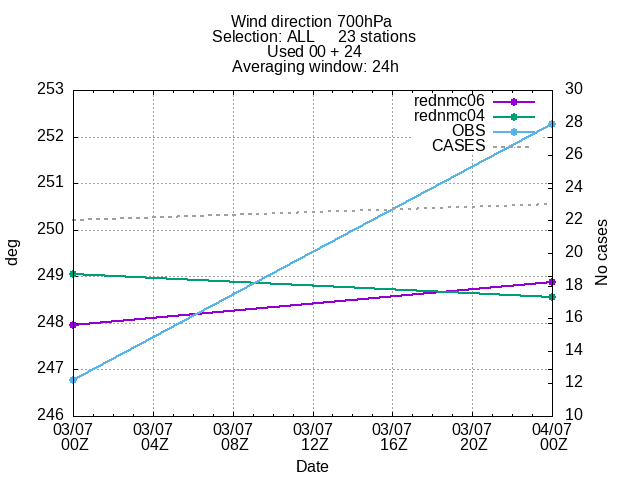 Wind direction 700hPa
Selection: ALL 23 stations
Used 00 + 24
Averaging window: 24h
253 30
rednmc06
rednmc04
OBS
CASES
252 28
26
251 24
250 22
20
249 18
248 16
14
247 12
246 10
deg
No cases
03/07 03/07 03/07 03/07 03/07 03/07 04/07
00Z 04Z 08Z 12Z 16Z 20Z 00Z
Date